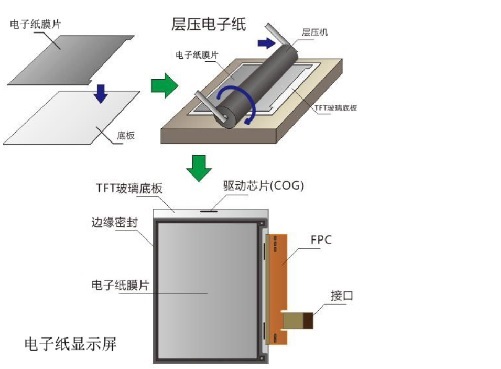 电子纸膜片
底板
层压电子纸
层压机
电子纸膜片
TFT玻璃底板
TFT玻璃底板
驱动芯片(COG)
边缘密封
FPC
电子纸膜片
接口
电子纸显示屏